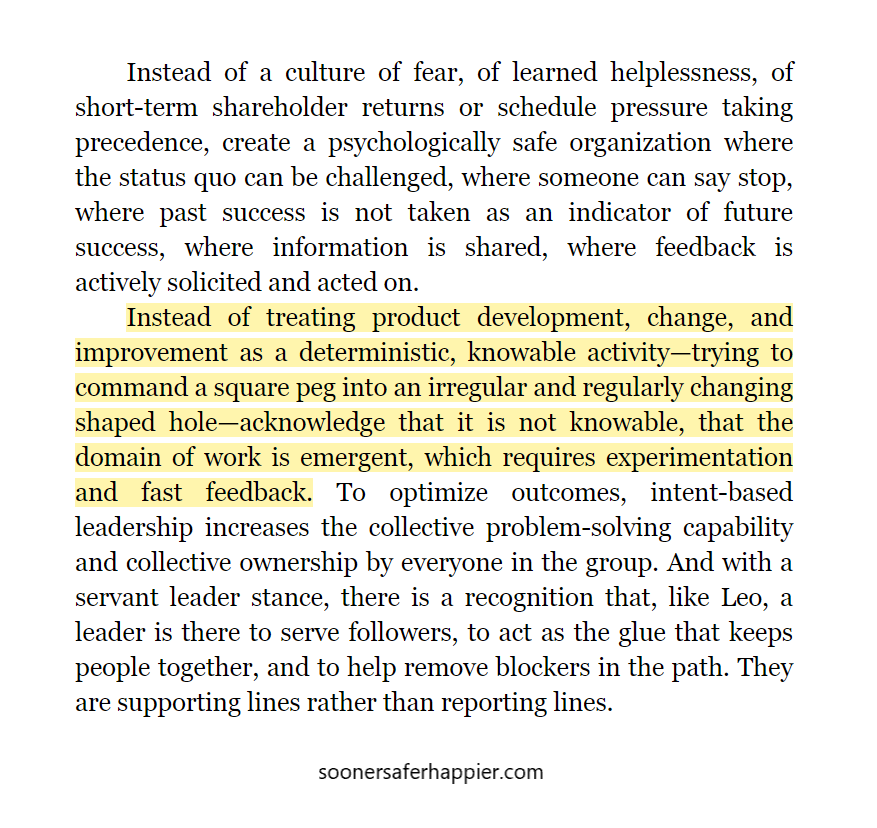 Instead of a culture of fear, of learned helplessness, of
short-term shareholder returns or schedule pressure taking
precedence, create a psychologically safe organization where
the status quo can be challenged, where someone can say stop,
where past success is not taken as an indicator of future
success, where information is shared, where feedback is
actively solicited and acted on.
Instead of treating product development, change, and
improvement as a deterministic, knowable activity—trying to
command a square peg into an irregular and regularly changing
shaped hole—acknowledge that it is not knowable, that the
domain of work is emergent, which requires experimentation
and fast feedback. To optimize outcomes, intent-based
leadership increases the collective problem-solving capability
and collective ownership by everyone in the group. And with a
servant leader stance, there is a recognition that, like Leo, a
leader is there to serve followers, to act as the glue that keeps
people together, and to help remove blockers in the path. They
are supporting lines rather than reporting lines.
soonersaferhappier.com